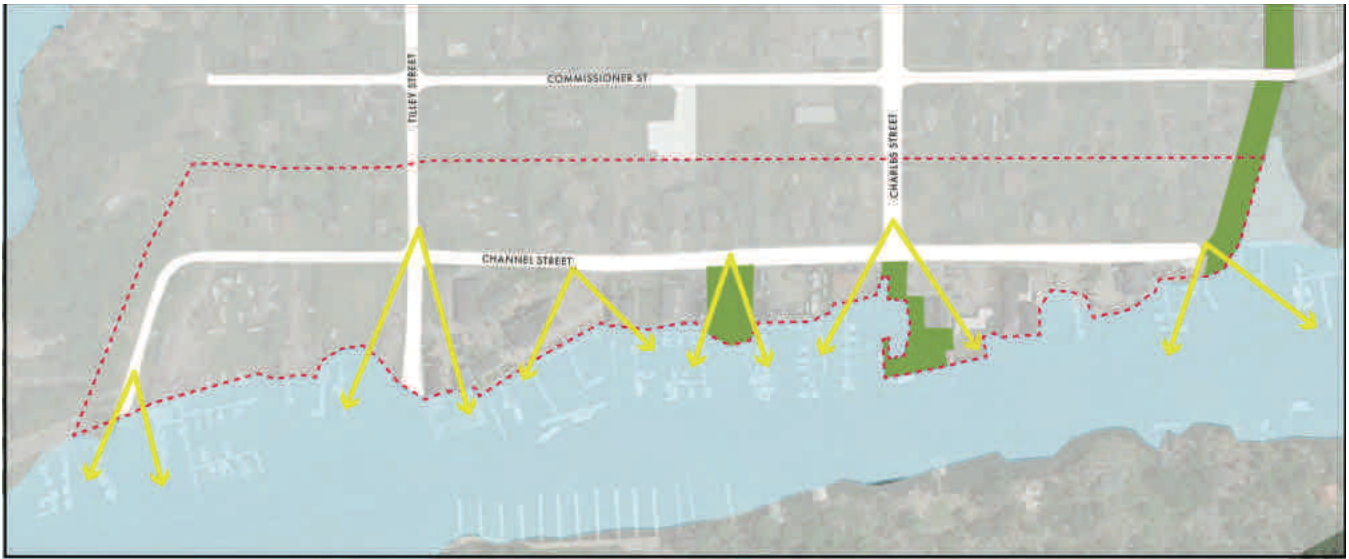 TILLEY STREET
COMMISSIONER ST
CHARLES STREET
CHANNEL STREET